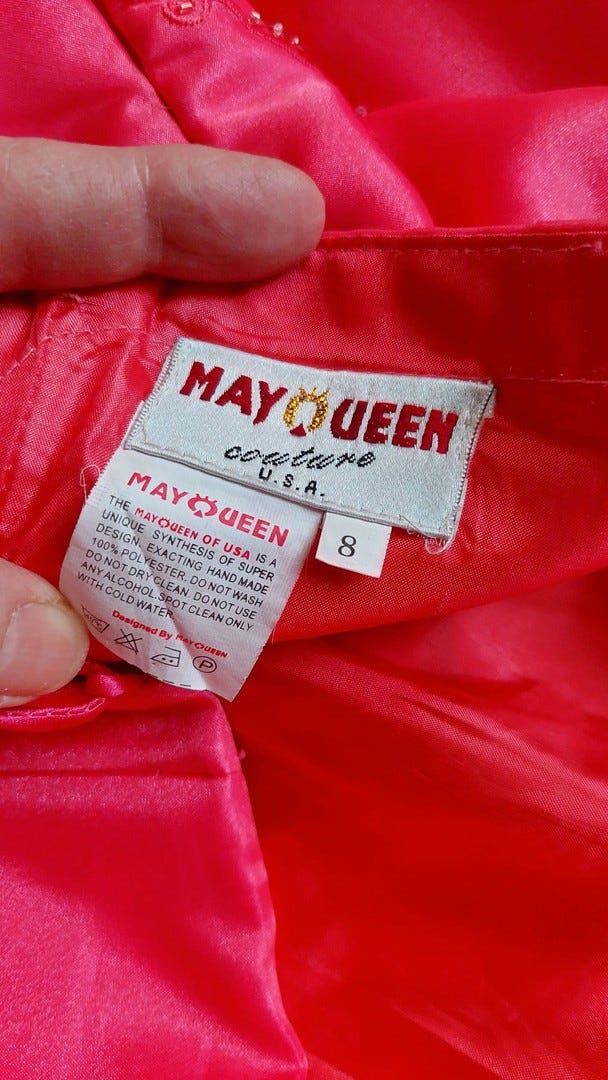 MAYQUEEN
couture
U.S.A.
8
MAYQUEEN
THE MAYQUEEN OF USA IS A
UNIQUE SYNTHESIS OF SUPER
DESIGN, EXACTING HAND MADE
100% POLYESTER. DO NOT WASH
DO NOT DRY CLEAN. DO NOT USE
ANY ALCOHOL.SPOT CLEAN ONLY
WITH COLD WATER
Designed By MAYQUEEN
P